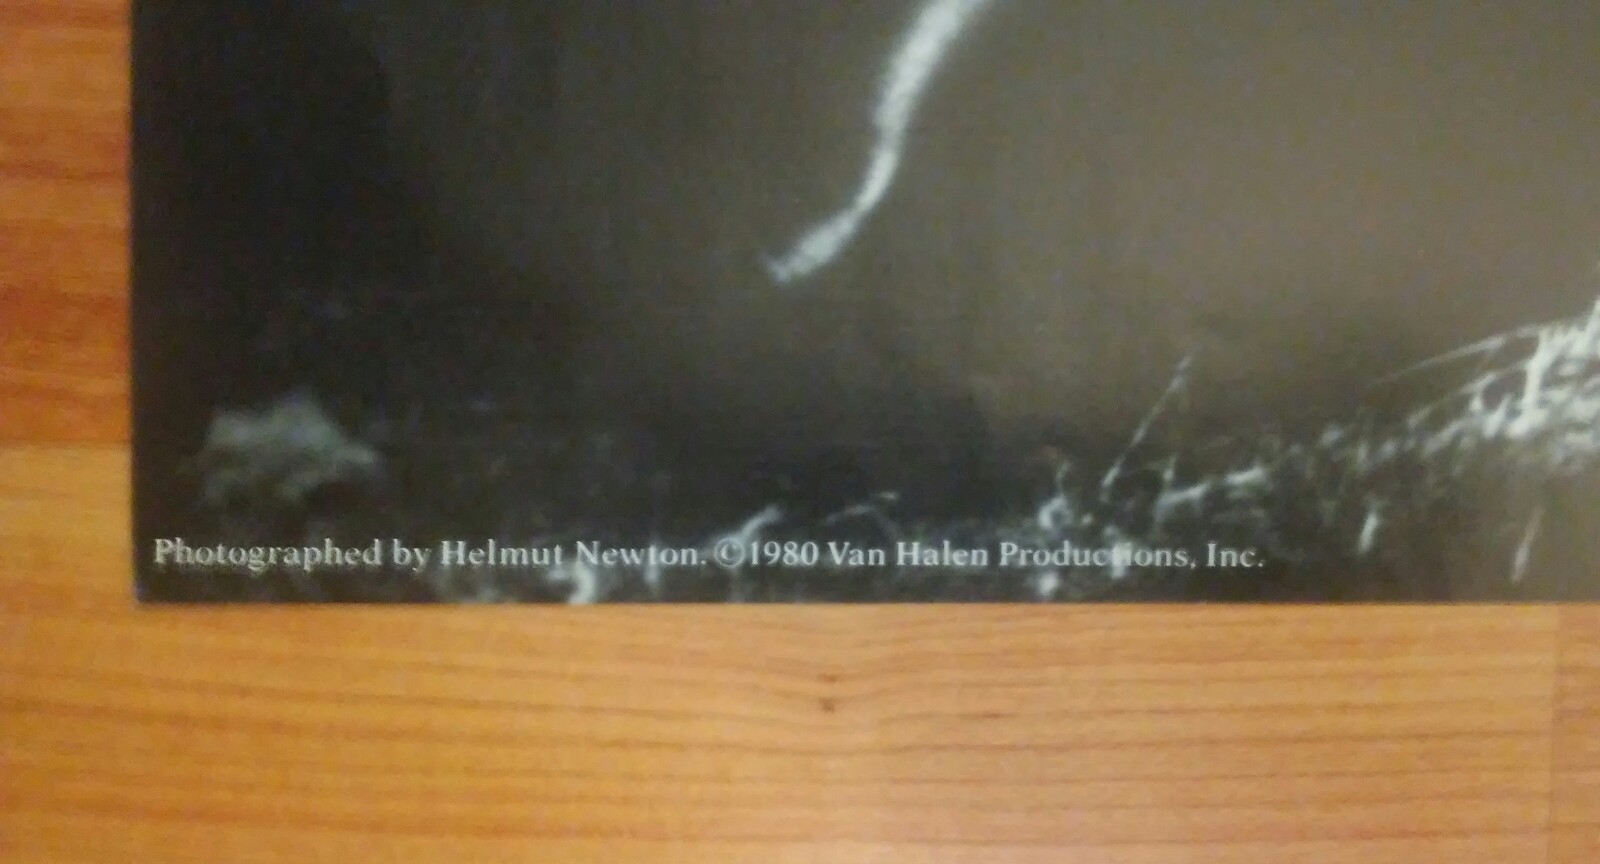 Photographed by Helmut Newton. ©1980 Van Halen Productions, Inc.